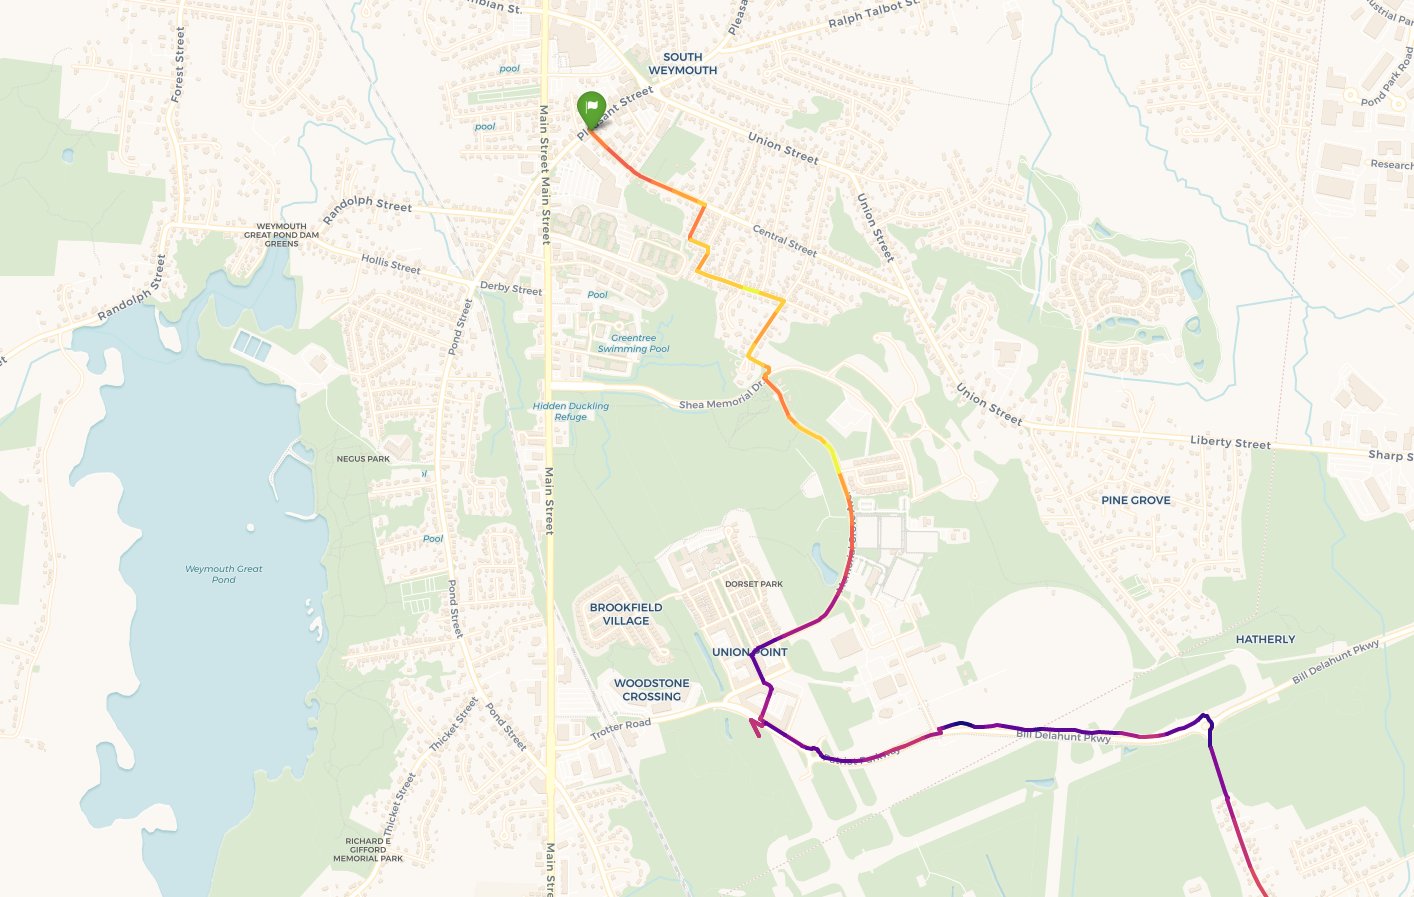 mbian St.
Pleasa
Ralph Talbot St.
dustrial Pa
Forest Street
SOUTH
WEYMOUTH
pool
Pond Park Road
Pleasant Street
pool
Main Street Main Street
Union Street
Research
Randolph Street
Union Street
WEYMOUTH
GREAT POND DAM
GREENS
Central Street
Hollis Street
Randolph Street
Derby Street
Pool
Pond Street
Greentree
Swimming Pool
et
Shea Memorial Dr.
Hidden Duckling
Refuge
Union Street
Liberty Street
Sharp S
NEGUS PARK
ol
Main Street
PINE GROVE
Pool
Weymouth Great
Pond
DORSET PARK
Pond Street
BROOKFIELD
VILLAGE
HATHERLY
UNION POINT
Bill Delahunt Pkwy
WOODSTONE
CROSSING
Thicket Street
Pond Street
Trotter Road
Bill Delahunt Pkwy
Patriot Parkway
Thicket Street
RICHARD E
GIFFORD
MEMORIAL PARK
Main Stre